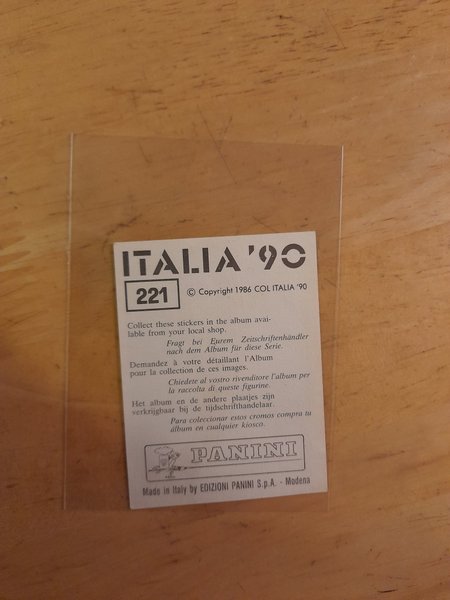 ITALIA '90
221 © Copyright 1986 COL ITALIA '90
Collect these stickers in the album avai-
lable from your local shop.
Fragt bei Eurem Zeitschriftenhändler
nach dem Album für diese Serie.
Demandez à votre détaillant l'Album
pour la collection de ces images.
Chiedete al vostro rivenditore l'album per
la raccolta di queste figurine.
Het album en de andere plaatjes zijn
verkrijgbaar bij de tijdschrifthandelaar.
Para coleccionar estos cromos compra tu
álbum en cualquier kiosco.
PANINI
Made in Italy by EDIZIONI PANINI S.p.A. - Modena